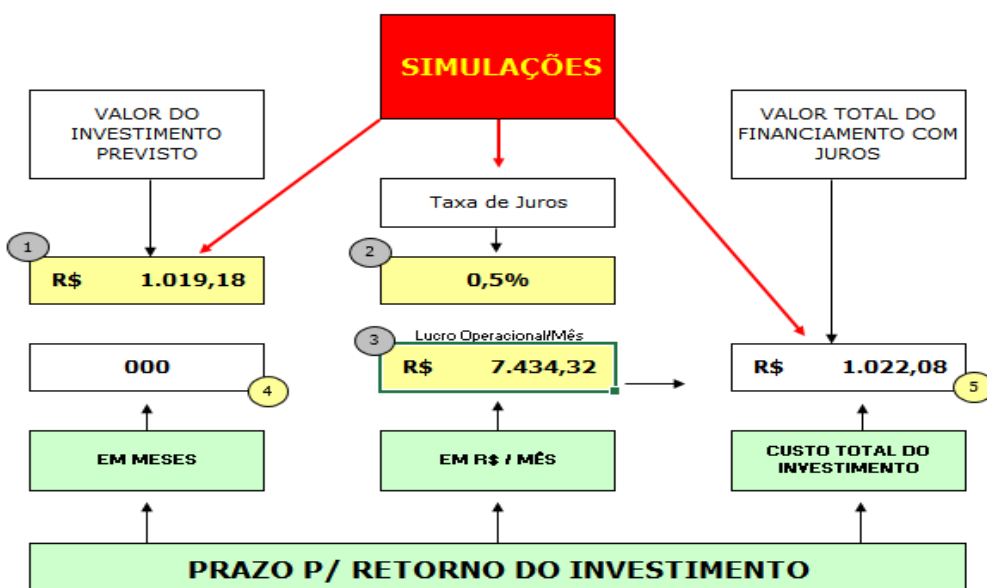 SIMULAÇÕES
VALOR DO
INVESTIMENTO
PREVISTO
VALOR TOTAL DO
FINANCIAMENTO COM
JUROS
Taxa de Juros
1
R$ 1.019,18
2
0,5%
Lucro Operacional/Mês
000
4
3
R$ 7.434,32
R$ 1.022,08
5
EM MESES
EM R$ / MÊS
CUSTO TOTAL DO
INVESTIMENTO
PRAZO P/ RETORNO DO INVESTIMENTO